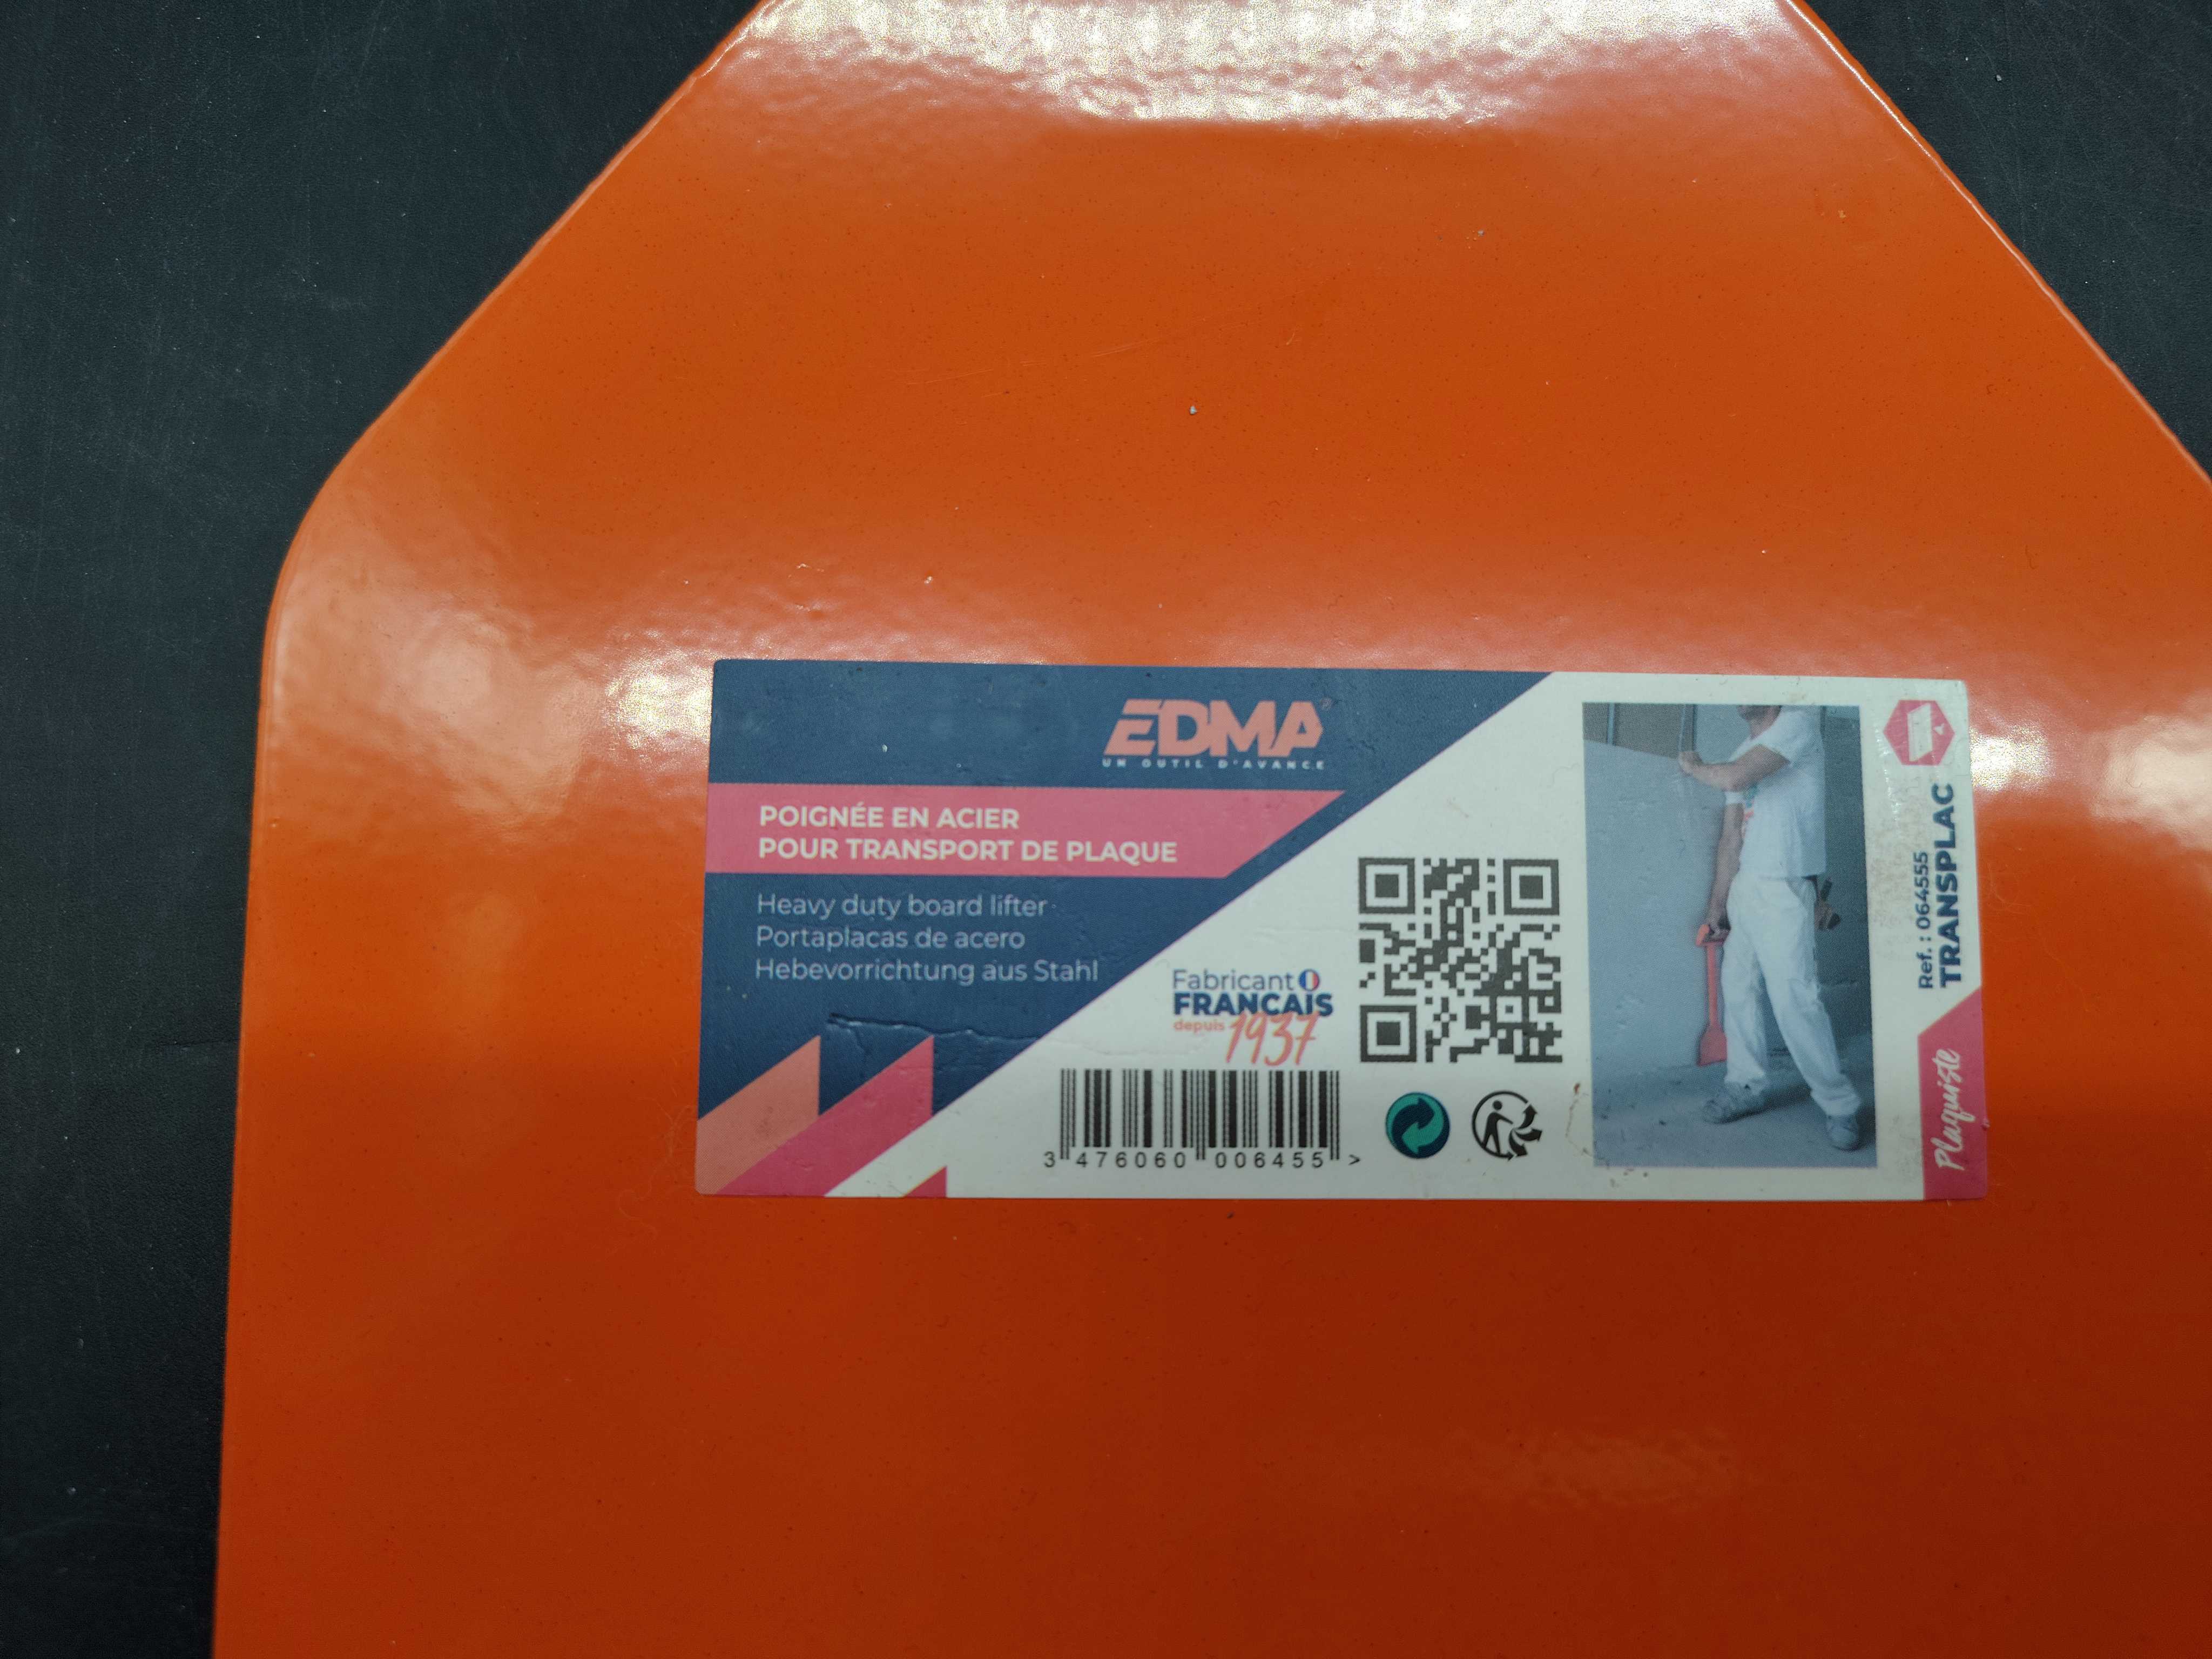 EDMA®
UN OUTIL D'AVANCE
POIGNÉE EN ACIER
POUR TRANSPORT DE PLAQUE
Heavy duty board lifter
Portaplacas de acero
Hebevorrichtung aus Stahl
Fabricant
FRANÇAIS
depuis 1937
3 476060 006455 >
Ref. : 064555
TRANSPLAC
Plaquiste